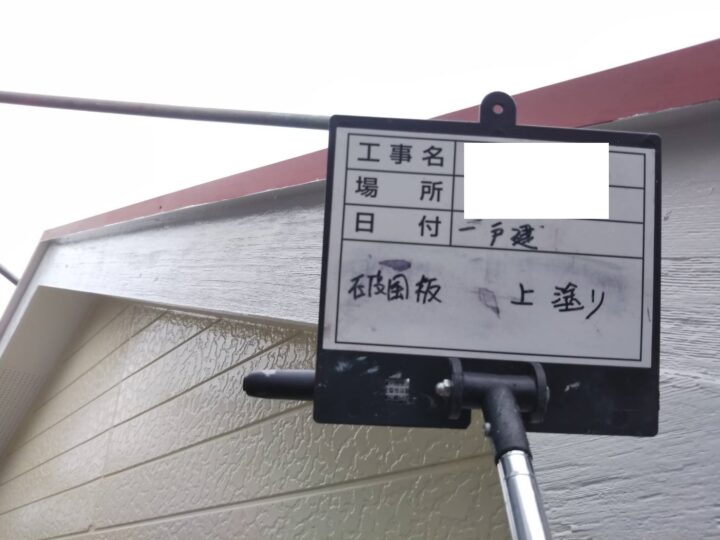 工事名
場所
日付 一戸建
破風板 上塗り